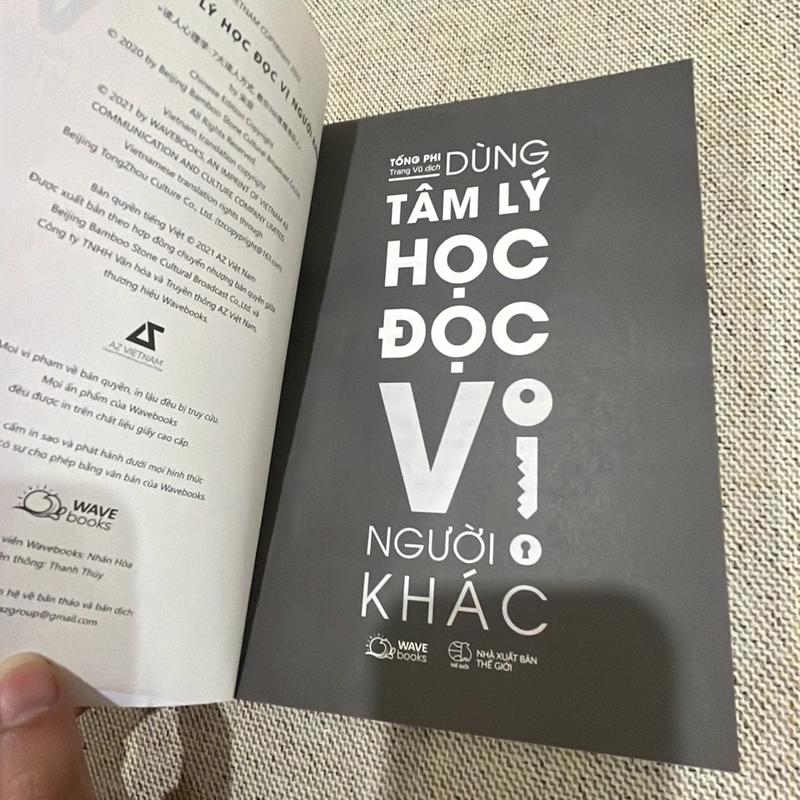 VIETNAM COPYRIGHT
LÝ HỌC ĐỌC VỊ NGƯỜI
by
© 2020 by Beijing Bamboo Stone Cultural Broadcast Co., Ltd
Chinese Edition Copyright
All Rights Reserved.
Vietnam translation copyright
© 2021 by WAVEBOOKS, AN IMPRINT OF VIETNAM AZ
COMMUNICATION AND CULTURE COMPANY LIMITED
Vietnamese translation rights through
Beijing TongZhou Culture Co., Ltd. (tzcopyright@163.com)
Bản quyền tiếng Việt © 2021 AZ Việt Nam
Được xuất bản theo hợp đồng chuyển nhượng bản quyền giữa
Beijing Bamboo Stone Cultural Broadcast Co., Ltd. và
Công ty TNHH Văn hóa và Truyền thông AZ Việt Nam,
thương hiệu Wavebooks.
AZ VIETNAM
Mọi vi phạm về bản quyền, in lậu đều bị truy cứu.
Mọi ấn phẩm của Wavebooks
đều được in trên chất liệu giấy cao cấp.
cấm in sao và phát hành dưới mọi hình thức
có sự cho phép bằng văn bản của Wavebooks.
WAVE
books
viên Wavebooks: Nhân Hòa
thông: Thanh Thúy
hệ về bản thảo và bản dịch:
azgroup@gmail.com
TỐNG PHI
Trang Vũ dịch
DÙNG
TÂM LÝ
HỌC
ĐỌC
VỊ
NGƯỜI
KHÁC
WAVE
books
THẾ GIỚI
NHÀ XUẤT BẢN
THẾ GIỚI